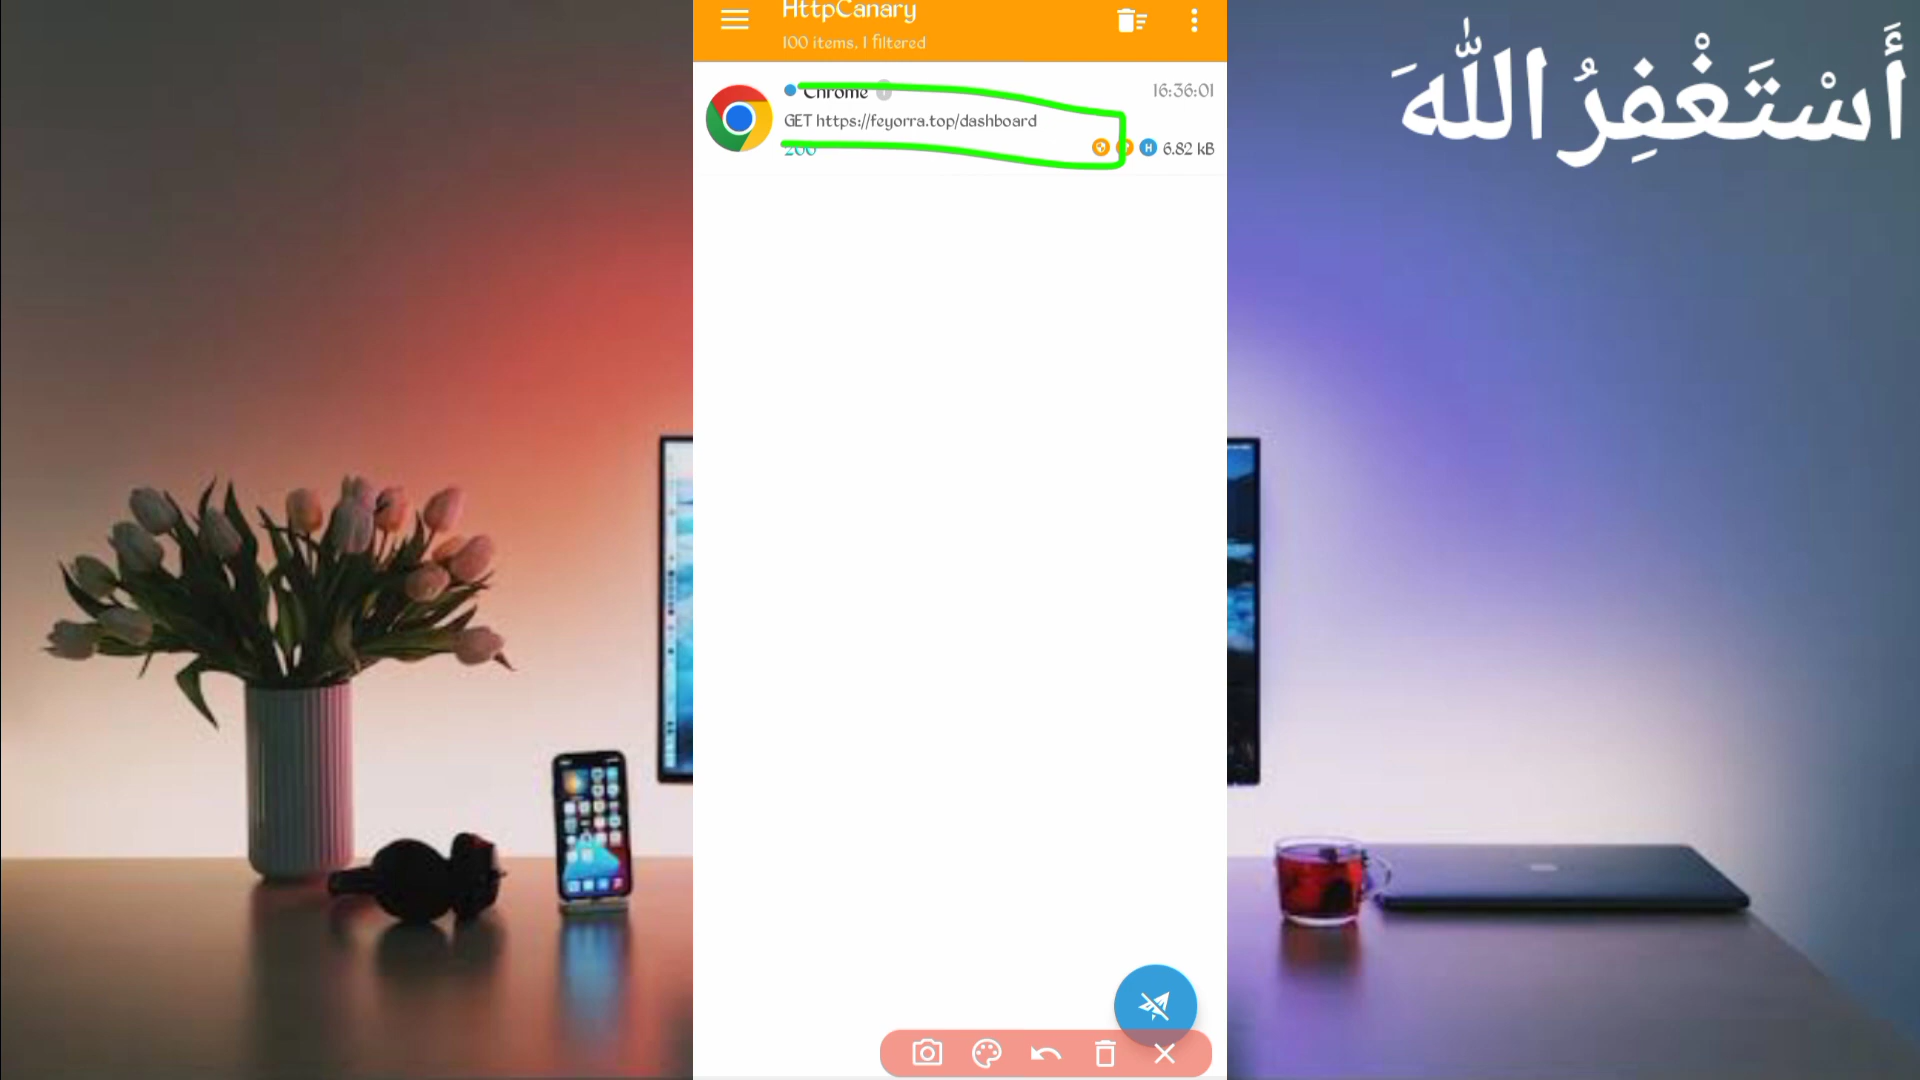 HttpCanary
100 items, 1 filtered
Chrome
16:36:01
GET https://feyorra.top/dashboard
200
H 6.82 kB
أَسْتَغْفِرُ اللّٰهَ